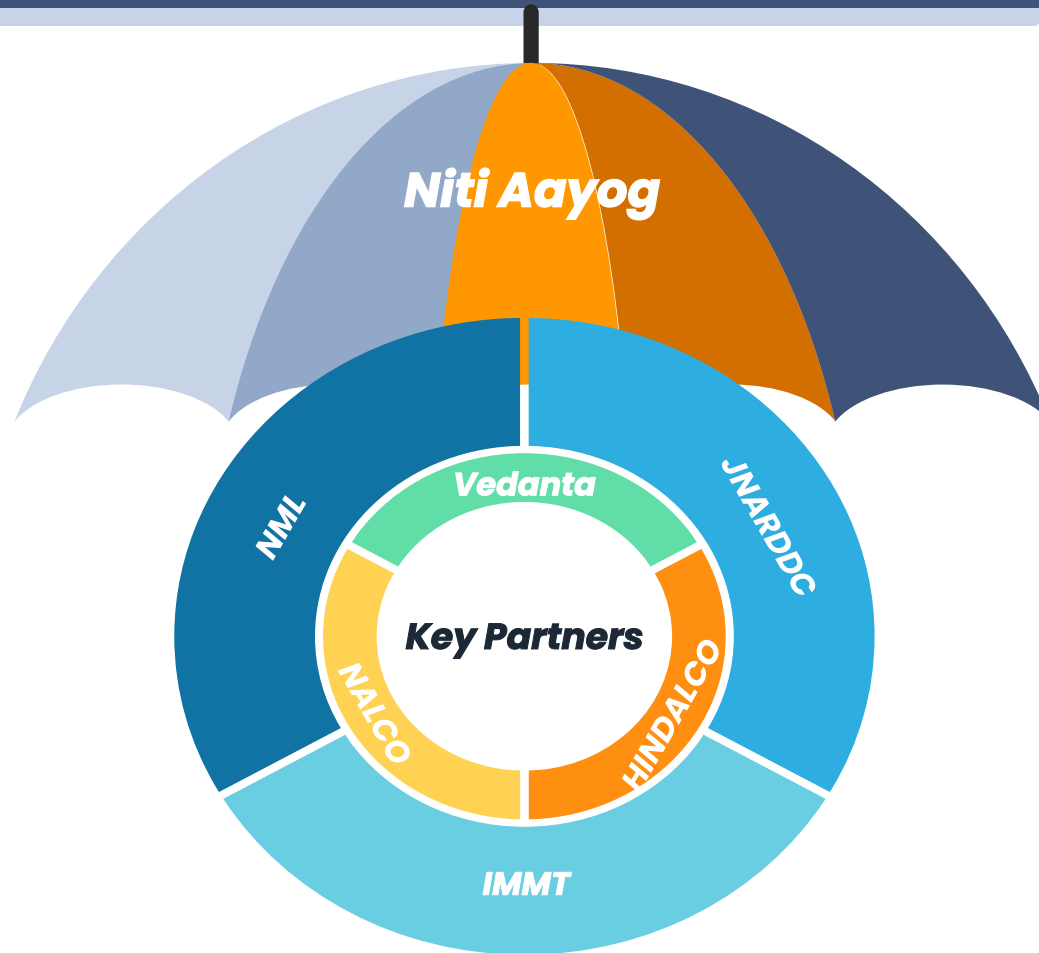 Niti Aayog
Vedanta
JNARDDC
NML
Key Partners
NALCO
HINDALCO
IMMT